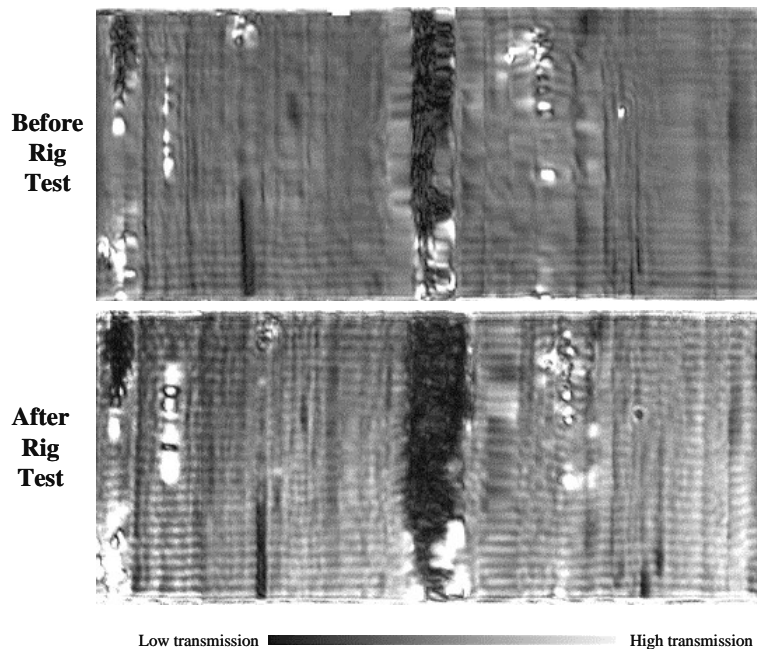 Before
Rig
Test
After
Rig
Test
Low transmission
High transmission